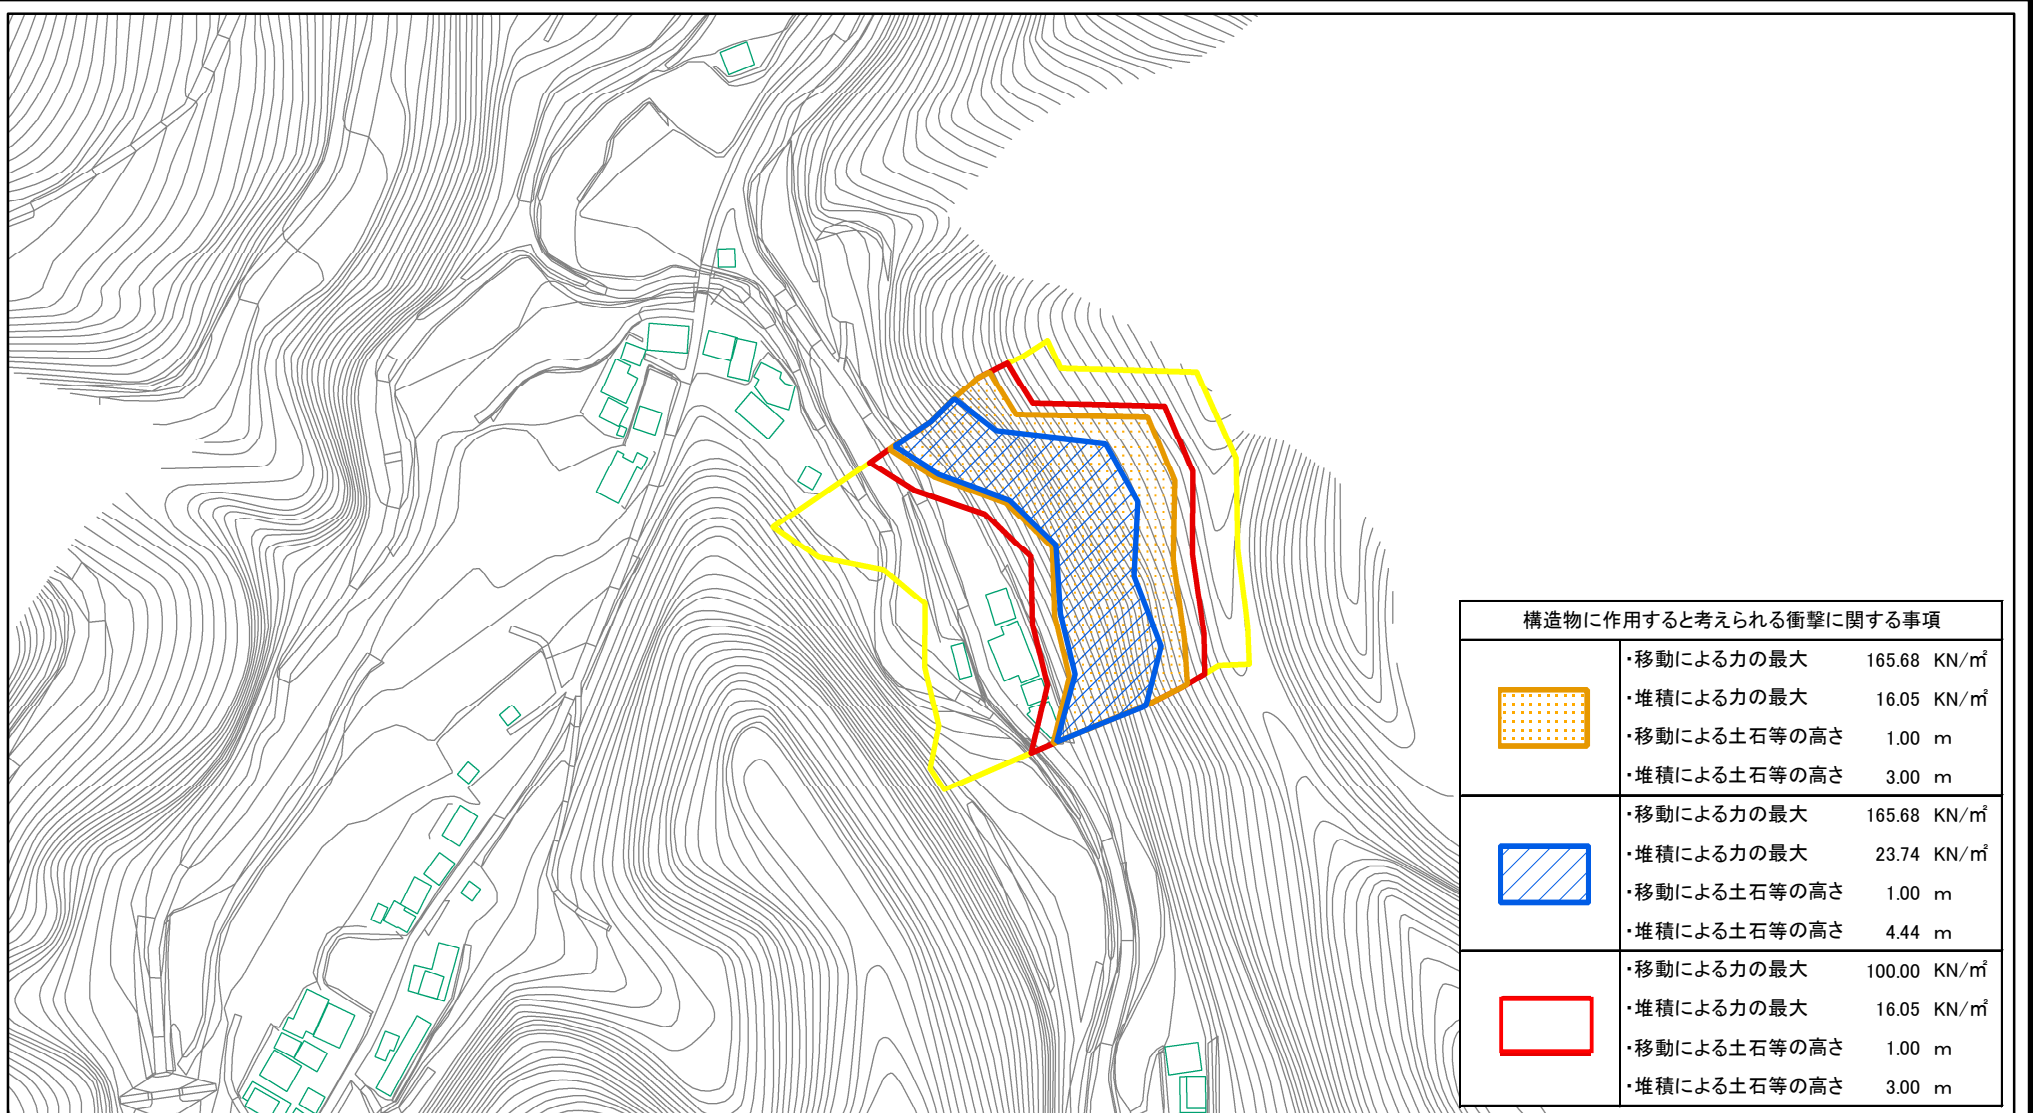 構造物に作用すると考えられる衝撃に関する事項
・移動による力の最大 165.68 KN/㎡
・堆積による力の最大 16.05 KN/㎡
・移動による土石等の高さ 1.00 m
・堆積による土石等の高さ 3.00 m
・移動による力の最大 165.68 KN/㎡
・堆積による力の最大 23.74 KN/㎡
・移動による土石等の高さ 1.00 m
・堆積による土石等の高さ 4.44 m
・移動による力の最大 100.00 KN/㎡
・堆積による力の最大 16.05 KN/㎡
・移動による土石等の高さ 1.00 m
・堆積による土石等の高さ 3.00 m